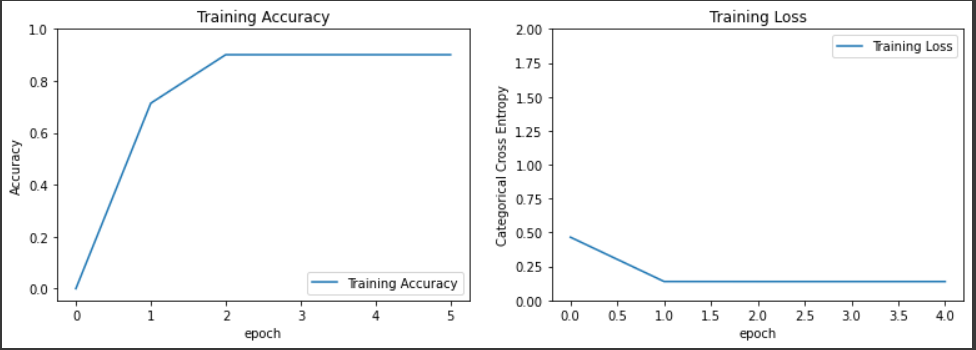 Training Accuracy
1.0
0.8
0.6
0.4
0.2
0.0
Accuracy
Training Accuracy
0 1 2 3 4 5
epoch
Training Loss
2.00
1.75
1.50
1.25
1.00
0.75
0.50
0.25
0.00
Categorical Cross Entropy
Training Loss
0.0 0.5 1.0 1.5 2.0 2.5 3.0 3.5 4.0
epoch